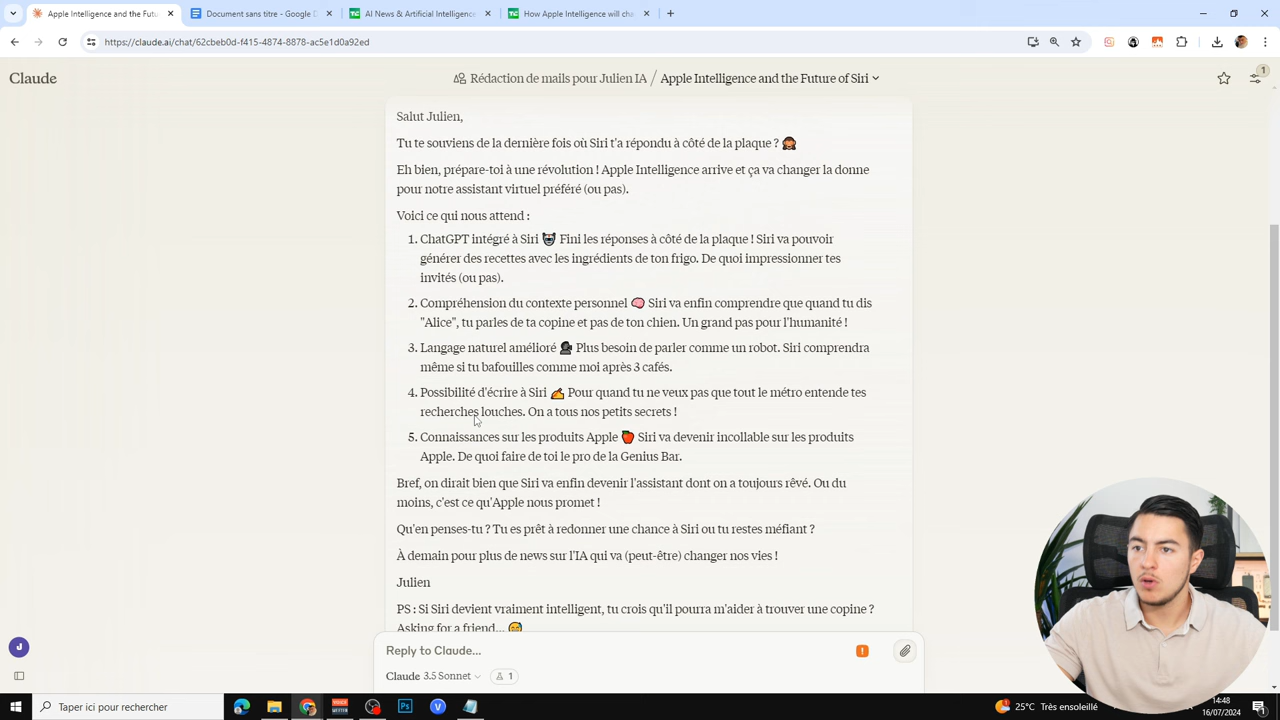 Apple Intelligence and the Futu
Document sans titre - Google D
AI News & Artificial Intelligence
How Apple Intelligence will ch
https://claude.ai/chat/62cbeb0d-f415-4874-8878-ac5e1d0a92ed
Claude
Rédaction de mails pour Julien IA / Apple Intelligence and the Future of Siri
1
Salut Julien,
Tu te souviens de la dernière fois où Siri t'a répondu à côté de la plaque ? 🙍
Eh bien, prépare-toi à une révolution ! Apple Intelligence arrive et ça va changer la donne
pour notre assistant virtuel préféré (ou pas).
Voici ce qui nous attend :
1. ChatGPT intégré à Siri 🤖 Fini les réponses à côté de la plaque ! Siri va pouvoir
générer des recettes avec les ingrédients de ton frigo. De quoi impressionner tes
invités (ou pas).
2. Compréhension du contexte personnel 🧠 Siri va enfin comprendre que quand tu dis
"Alice", tu parles de ta copine et pas de ton chien. Un grand pas pour l'humanité !
3. Langage naturel amélioré 🗣️ Plus besoin de parler comme un robot. Siri comprendra
même si tu bafouilles comme moi après 3 cafés.
4. Possibilité d'écrire à Siri ✍️ Pour quand tu ne veux pas que tout le métro entende tes
recherches louches. On a tous nos petits secrets !
5. Connaissances sur les produits Apple 🍎 Siri va devenir incollable sur les produits
Apple. De quoi faire de toi le pro de la Genius Bar.
Bref, on dirait bien que Siri va enfin devenir l'assistant dont on a toujours rêvé. Ou du
moins, c'est ce qu'Apple nous promet !
Qu'en penses-tu ? Tu es prêt à redonner une chance à Siri ou tu restes méfiant ?
À demain pour plus de news sur l'IA qui va (peut-être) changer nos vies !
Julien
PS : Si Siri devient vraiment intelligent, tu crois qu'il pourra m'aider à trouver une copine ?
Asking for a friend... 😅
Reply to Claude...
Claude 3.5 Sonnet
1
J
Taper ici pour rechercher
25°C Très ensoleillé
14:48
16/07/2024
1